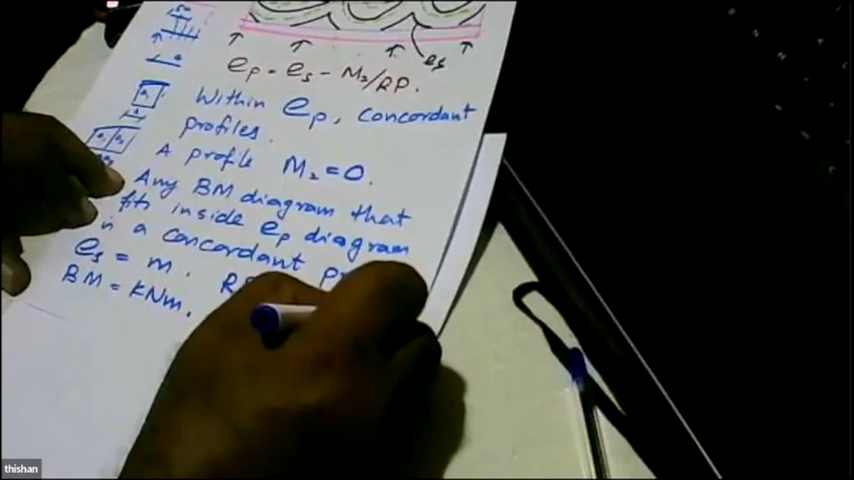 es
eₚ = eₛ - M₂/RP.
Within eₚ, concordant
profiles.
A profile M₂ = 0.
Any BM diagram that
fits inside eₚ diagram
is a concordant
eₛ = m.
BM = kNm.
thishan